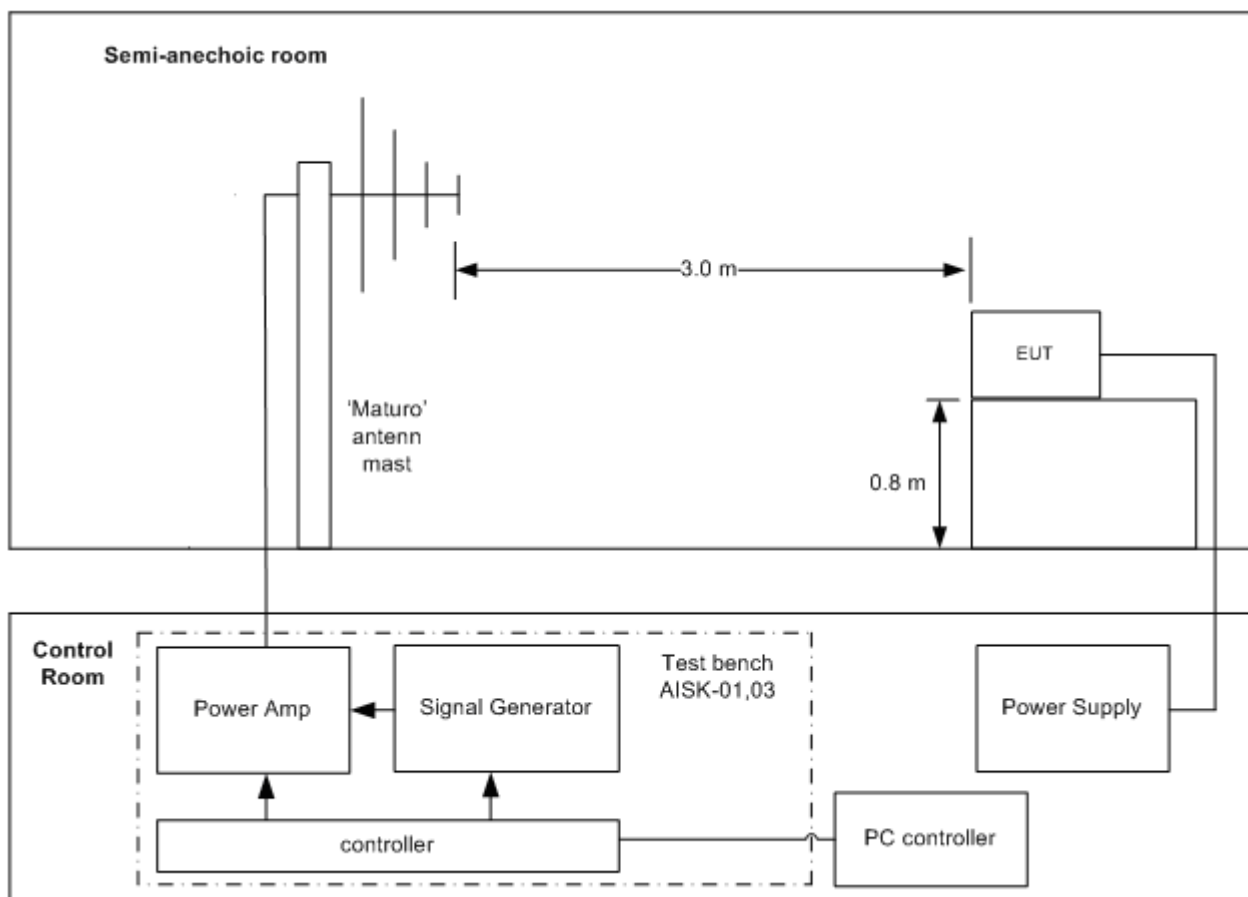 Semi-anechoic room
3.0 m
EUT
'Maturo'
antenn
mast
0.8 m
Control
Room
Test bench
AISK-01,03
Power Amp
Signal Generator
Power Supply
controller
PC controller